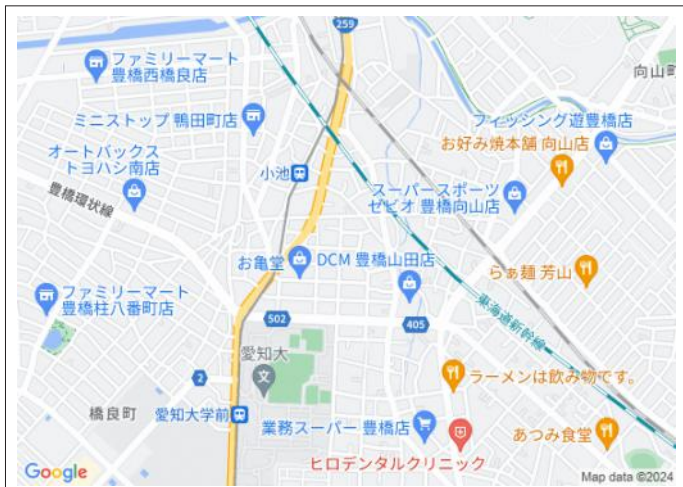 259
ファミリーマート
豊橋西橋良店
向山町
ミニストップ 鴨田町店
フィッシング遊豊橋店
お好み焼本舗 向山店
オートバックス
トヨハシ南店
小池
スーパースポーツ
ゼビオ 豊橋向山店
豊橋環状線
お亀堂
DCM 豊橋山田店
らぁ麺 芳山
ファミリーマート
豊橋柱八番町店
東海道新幹線
502
405
愛知大
2
ラーメンは飲み物です。
橋良町
愛知大学前
業務スーパー 豊橋店
あつみ食堂
ヒロデンタルクリニック
Google
Map data ©2024